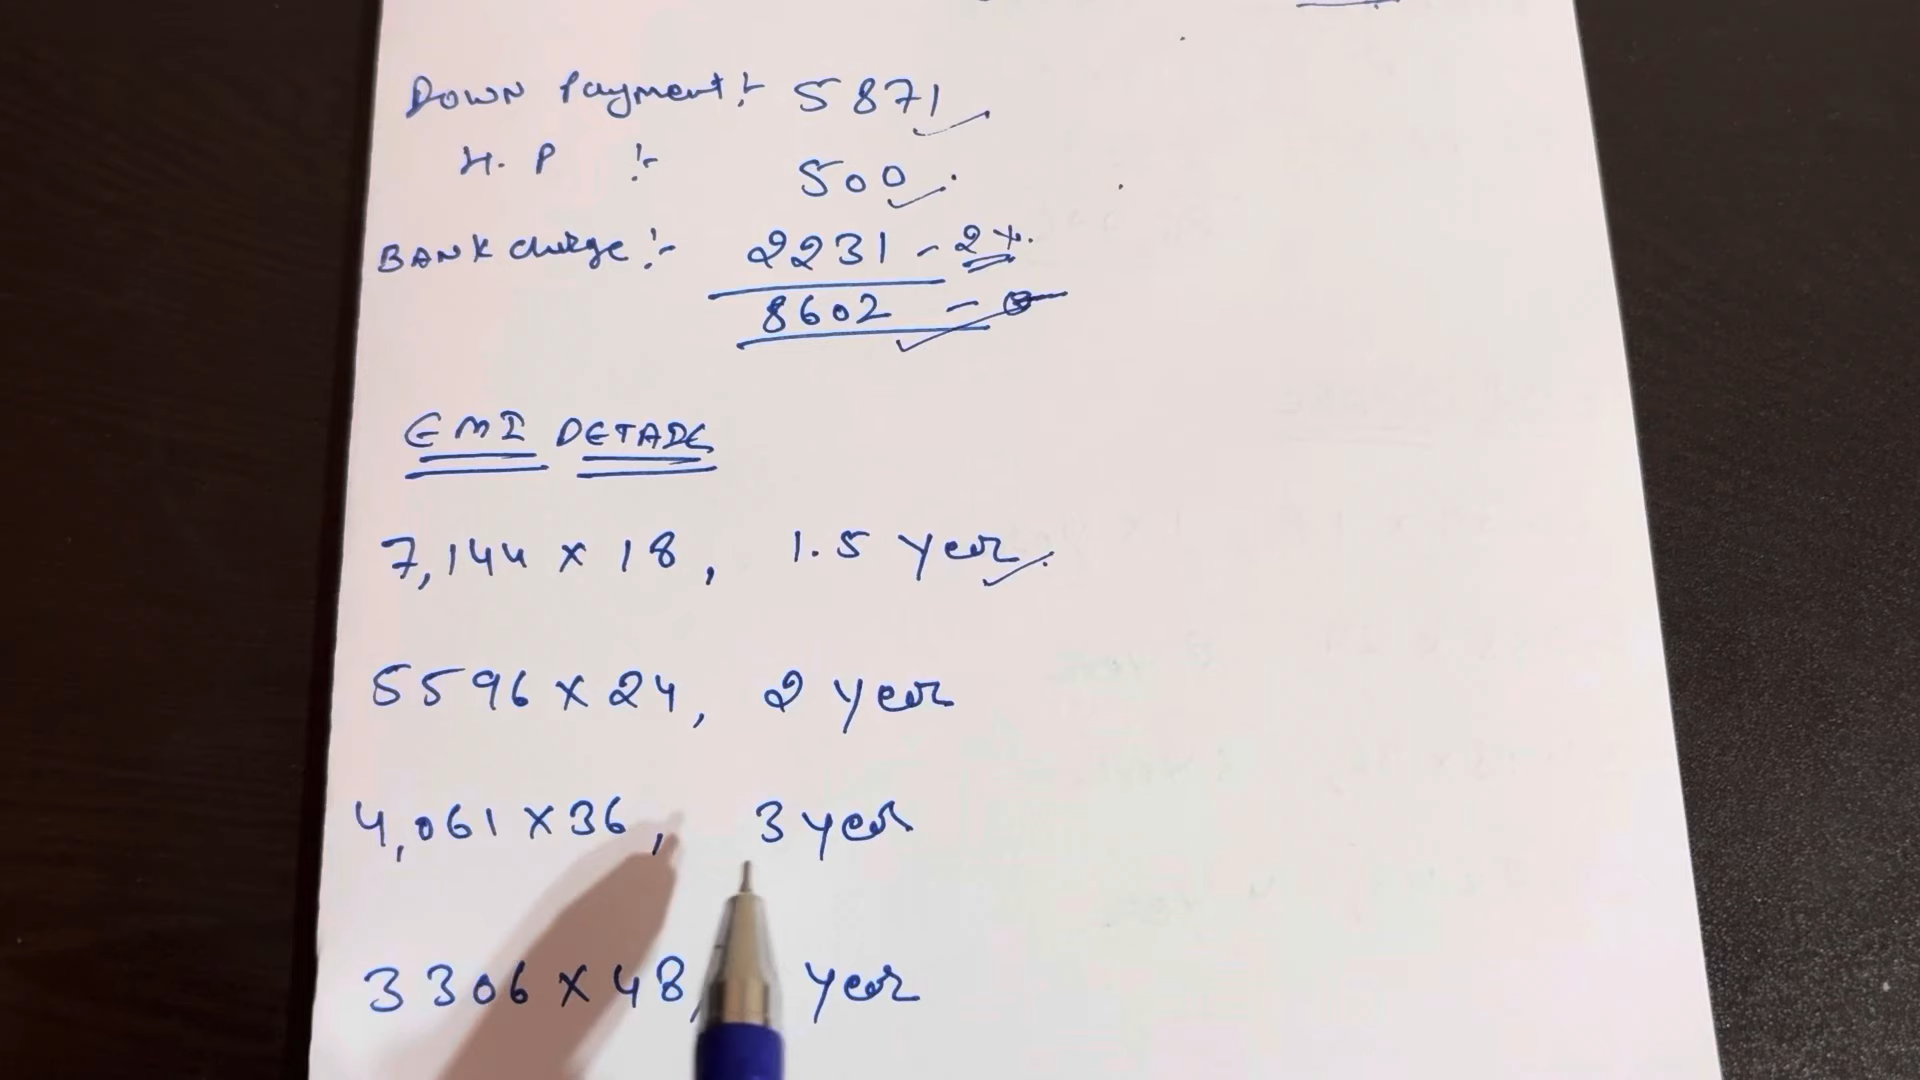 Down Payment :- 5871
H.P :- 500
BANK charge :- 2231 - 2%.
8602 -
EMI DETAIL
7,144 x 18, 1.5 year
5596 x 24, 2 year
4,061 x 36, 3 year
3306 x 48, year